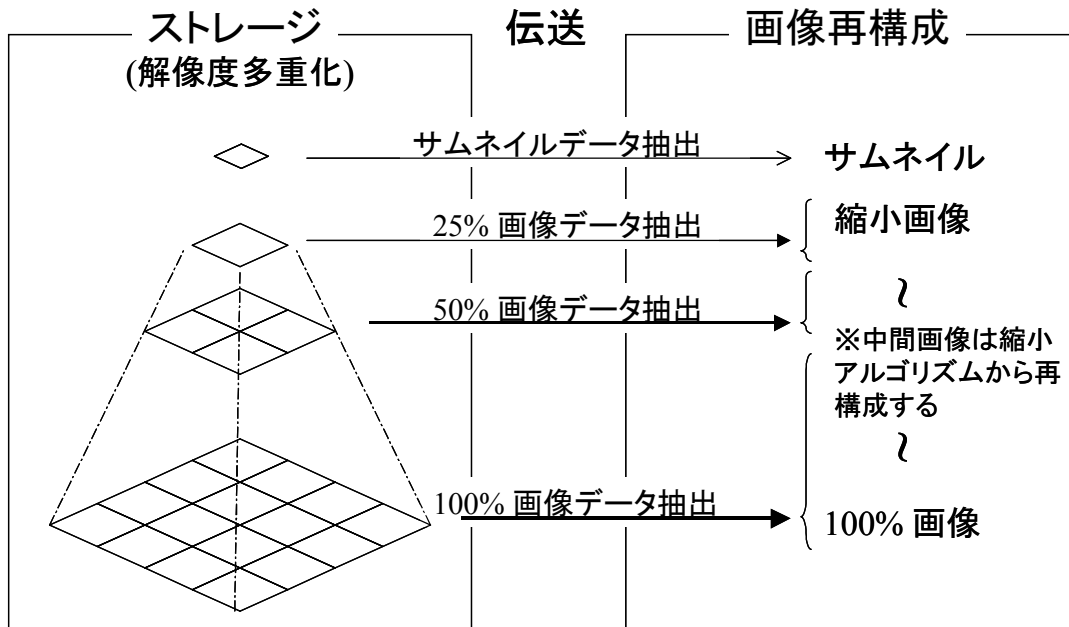 ストレージ
(解像度多重化)
伝送
画像再構成
サムネイルデータ抽出
サムネイル
25% 画像データ抽出
縮小画像
~
50% 画像データ抽出
※中間画像は縮小
アルゴリズムから再
構成する
~
100% 画像データ抽出
100% 画像